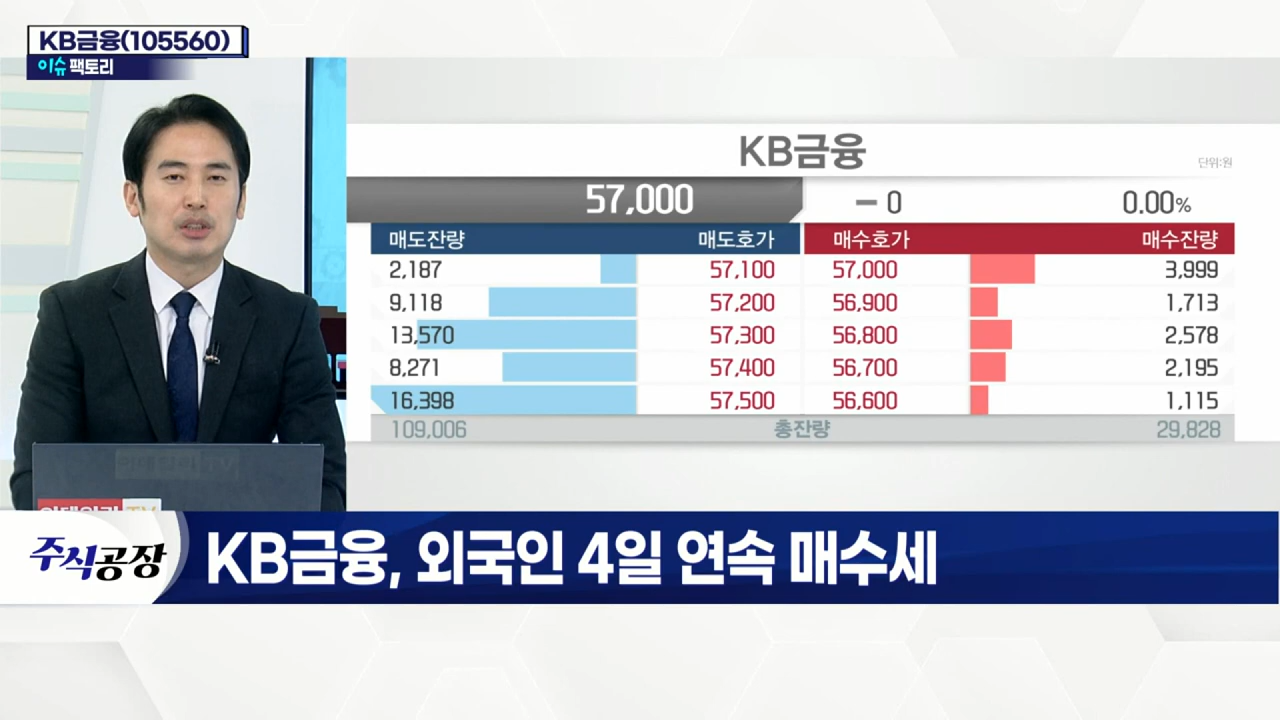 KB금융(105560)
이슈 팩토리
KB금융
단위:원
57,000 0 0.00%
매도잔량 매도호가 매수호가 매수잔량
2,187 57,100 57,000 3,999
9,118 57,200 56,900 1,713
13,570 57,300 56,800 2,578
8,271 57,400 56,700 2,195
16,398 57,500 56,600 1,115
109,006 총잔량 29,828
이데일리 TV
주식공장
KB금융, 외국인 4일 연속 매수세